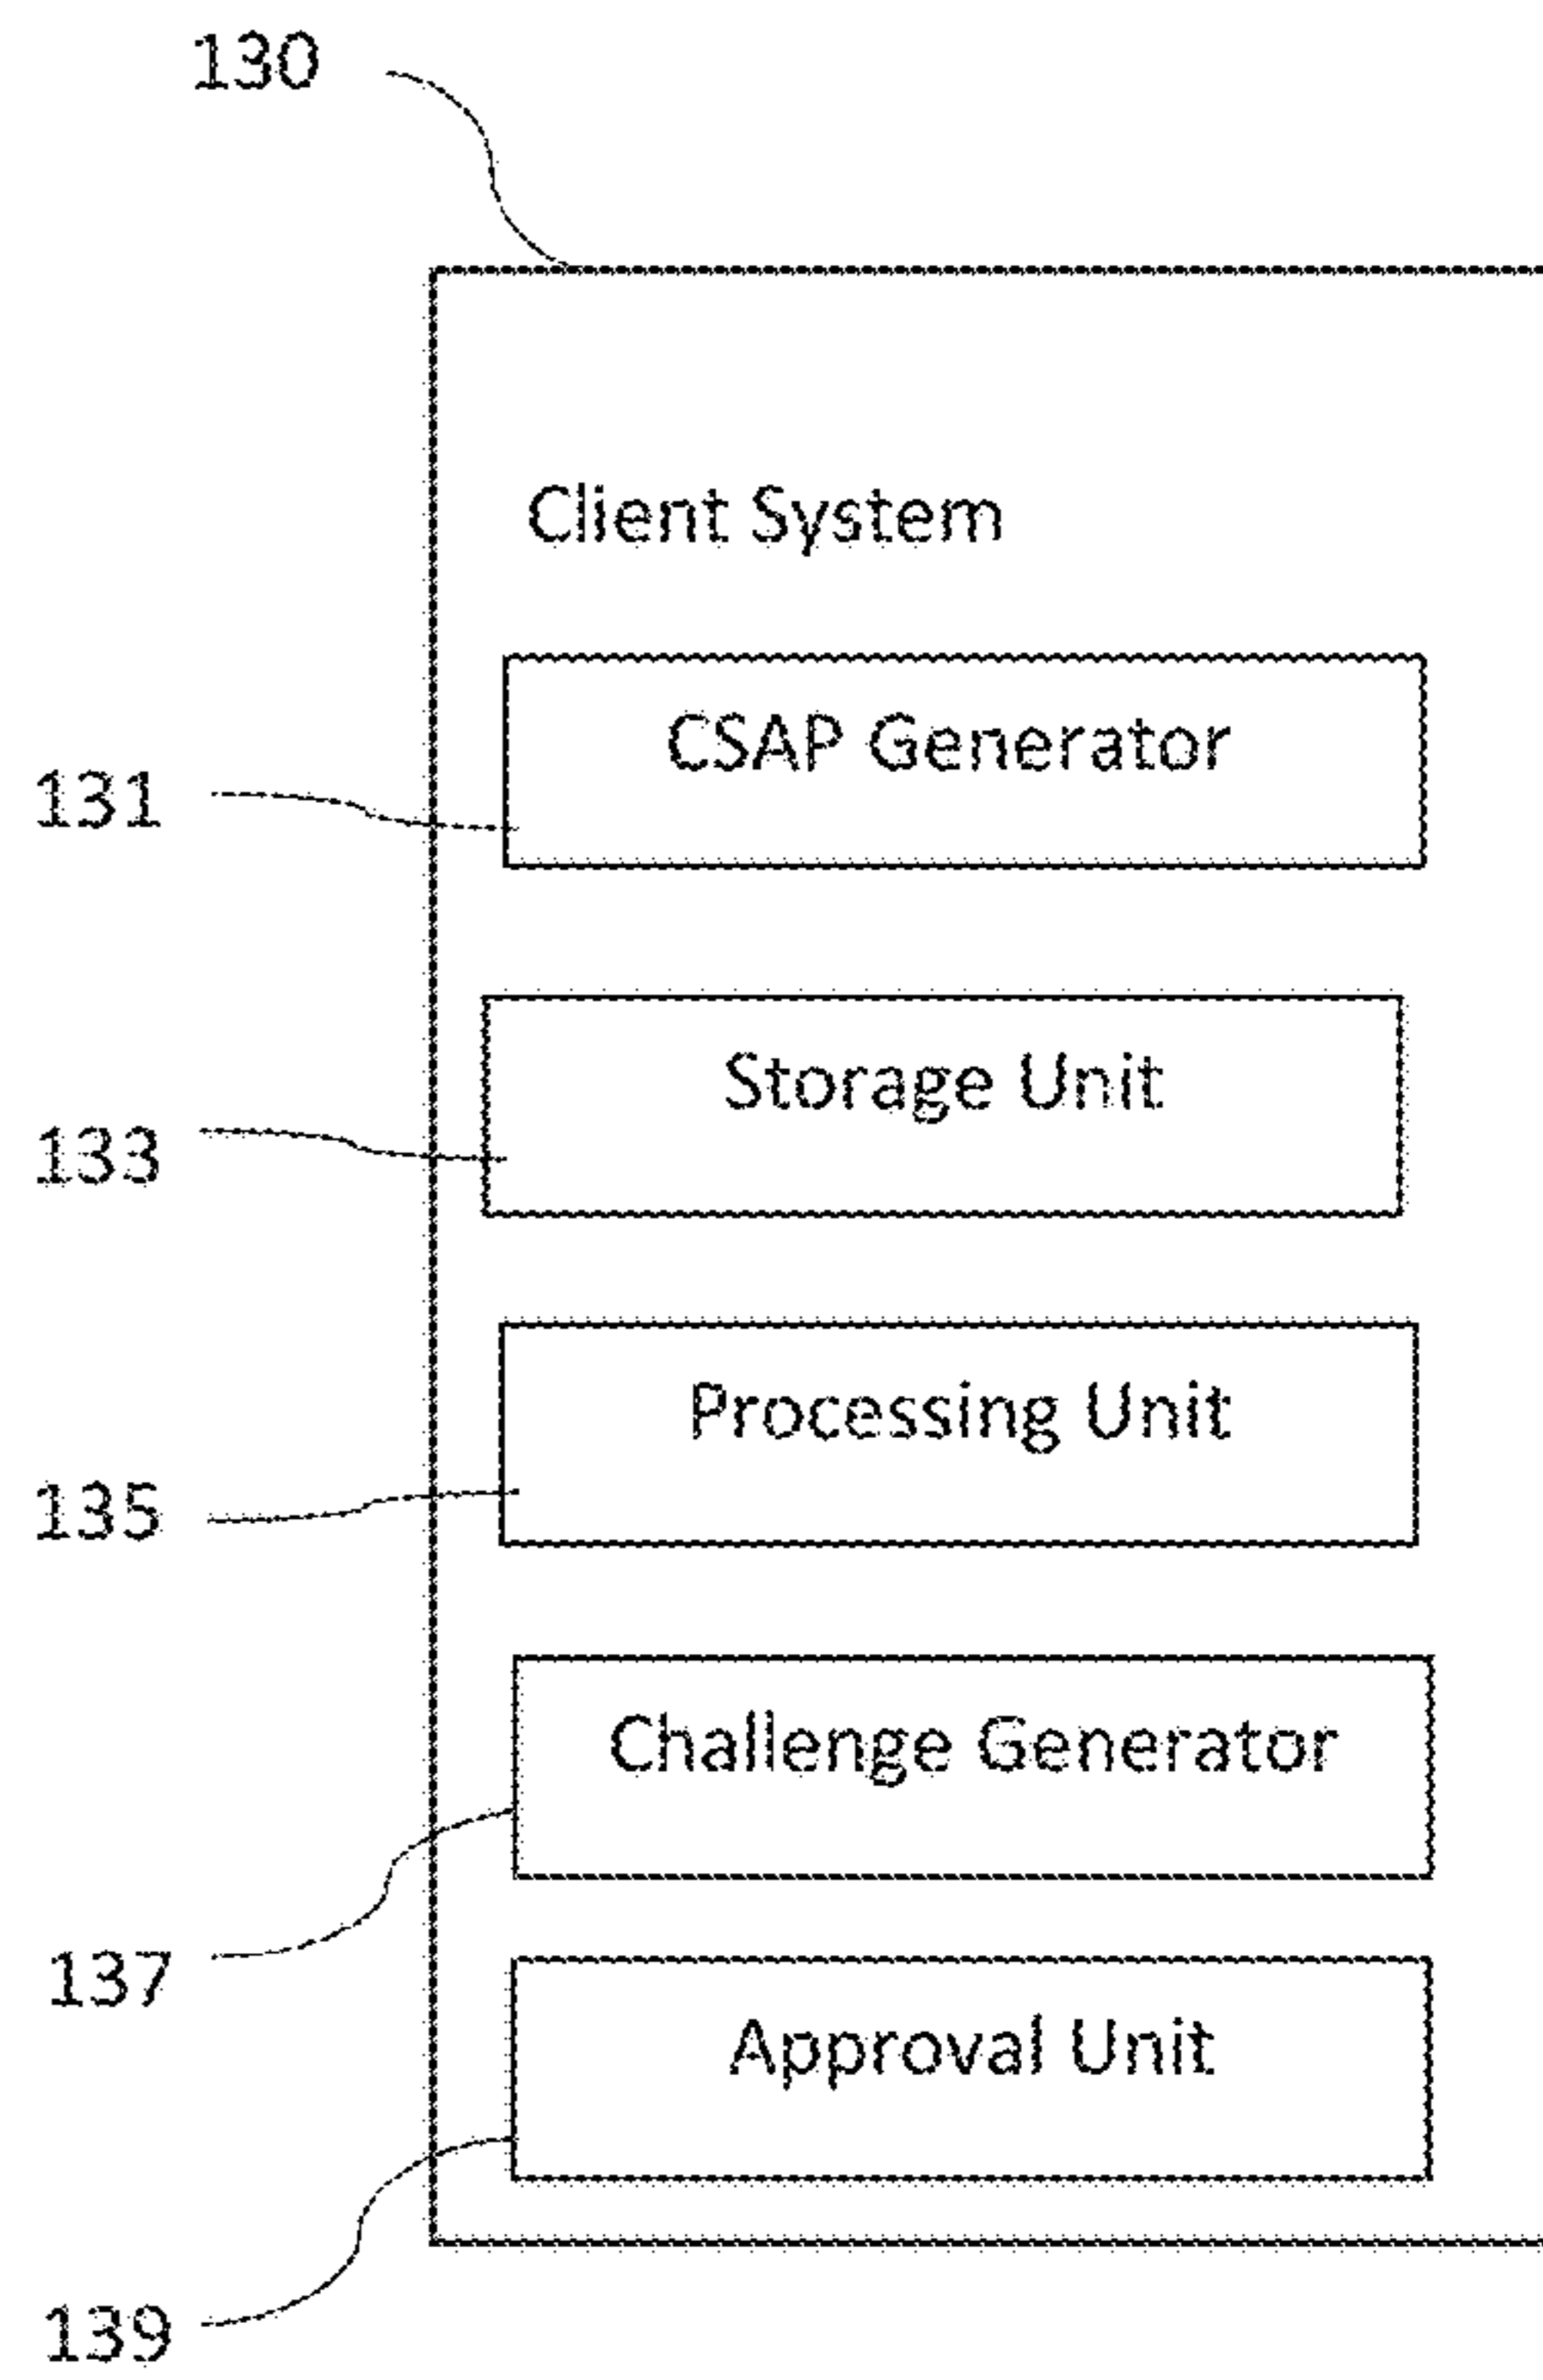 130
Client System
CSAP Generator
131
Storage Unit
133
Processing Unit
135
Challenge Generator
137
Approval Unit
139